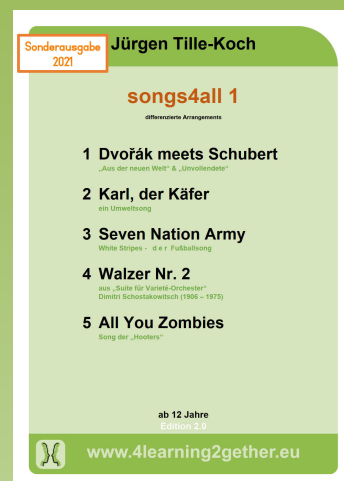 Sonderausgabe
2021
Jürgen Tille-Koch
songs4all 1
differenzierte Arrangements
1 Dvořák meets Schubert
„Aus der neuen Welt“ & „Unvollendete“
2 Karl, der Käfer
ein Umweltsong
3 Seven Nation Army
White Stripes - d e r Fußballsong
4 Walzer Nr. 2
aus „Suite für Varieté-Orchester“
Dimitri Schostakowitsch (1906 – 1975)
5 All You Zombies
Song der „Hooters“
ab 12 Jahre
Edition 2.0
www.4learning2gether.eu